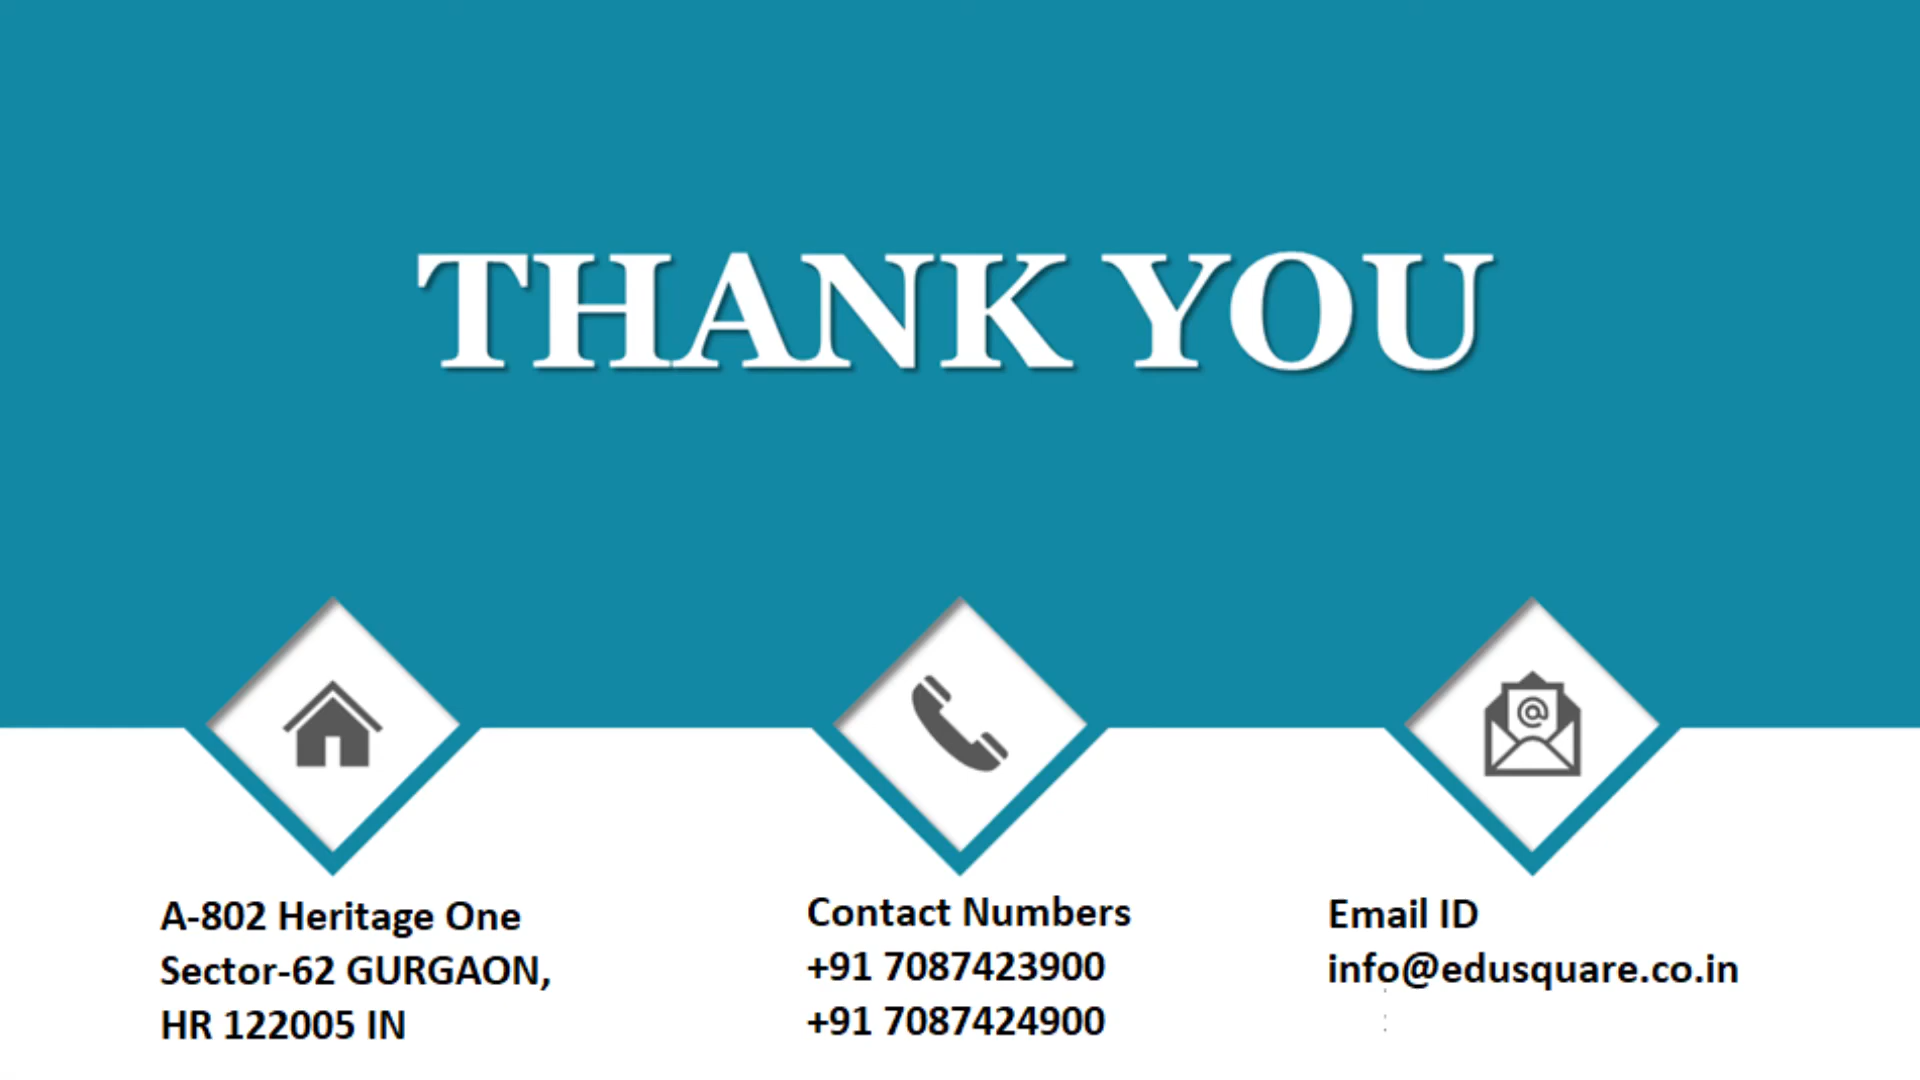 THANK YOU
A-802 Heritage One
Sector-62 GURGAON,
HR 122005 IN
Contact Numbers
+91 7087423900
+91 7087424900
Email ID
info@edusquare.co.in